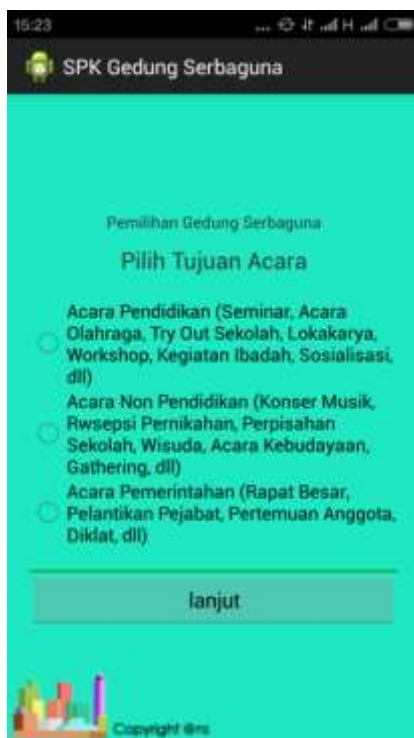 15:23
... H
SPK Gedung Serbaguna
Pemilihan Gedung Serbaguna
Pilih Tujuan Acara
Acara Pendidikan (Seminar, Acara
Olahraga, Try Out Sekolah, Lokakarya,
Workshop, Kegiatan Ibadah, Sosialisasi,
dll)
Acara Non Pendidikan (Konser Musik,
Rwsepsi Pernikahan, Perpisahan
Sekolah, Wisuda, Acara Kebudayaan,
Gathering, dll)
Acara Pemerintahan (Rapat Besar,
Pelantikan Pejabat, Pertemuan Anggota,
Diklat, dll)
lanjut
Copyright